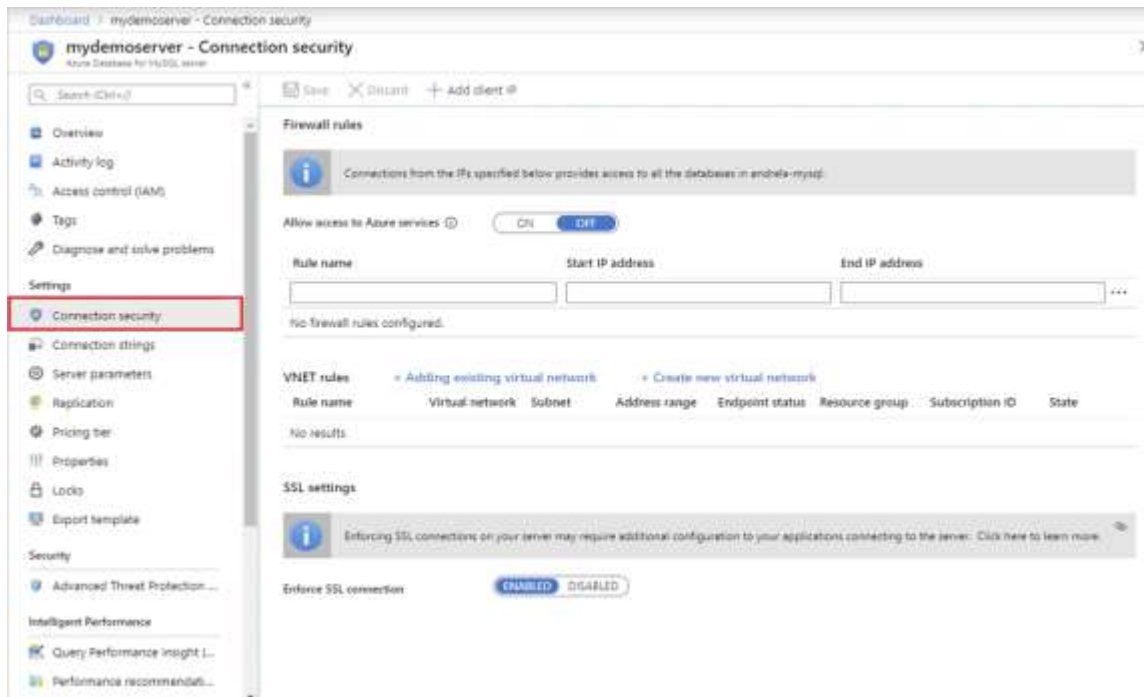 Dashboard > mydemoserver - Connection security
mydemoserver - Connection security
Azure Database for MySQL server
Search (Ctrl+/)
Save Discard + Add client IP
Overview
Activity log
Access control (IAM)
Tags
Diagnose and solve problems
Settings
Connection security
Connection strings
Server parameters
Replication
Pricing tier
Properties
Locks
Export template
Security
Advanced Threat Protection ...
Intelligent Performance
Query Performance Insight (...
Performance recommendati...
Firewall rules
Connections from the IPs specified below provides access to all the databases in andrela-mysql.
Allow access to Azure services ON OFF
Rule name Start IP address End IP address
No firewall rules configured.
VNET rules + Adding existing virtual network + Create new virtual network
Rule name Virtual network Subnet Address range Endpoint status Resource group Subscription ID State
No results
SSL settings
Enforcing SSL connections on your server may require additional configuration to your applications connecting to the server. Click here to learn more.
Enforce SSL connection ENABLED DISABLED